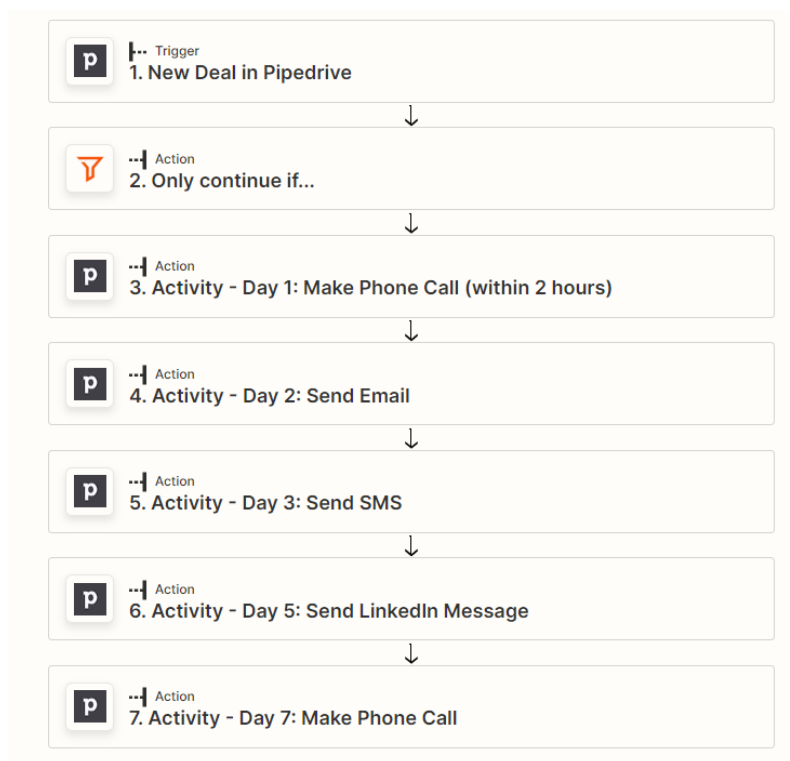 Trigger
1. New Deal in Pipedrive
Action
2. Only continue if...
Action
3. Activity - Day 1: Make Phone Call (within 2 hours)
Action
4. Activity - Day 2: Send Email
Action
5. Activity - Day 3: Send SMS
Action
6. Activity - Day 5: Send LinkedIn Message
Action
7. Activity - Day 7: Make Phone Call